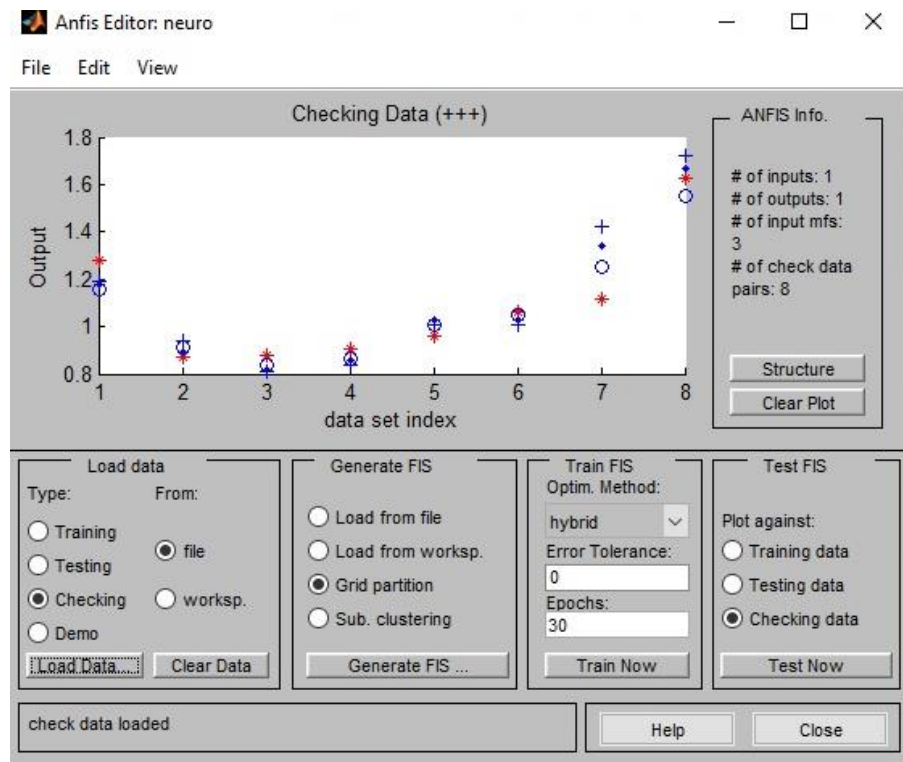 Anfis Editor: neuro
File Edit View
Checking Data (+++)
1.8
1.6
1.4
1.2
1
0.8
Output
1 2 3 4 5 6 7 8
data set index
ANFIS Info.
# of inputs: 1
# of outputs: 1
# of input mfs:
3
# of check data
pairs: 8
Structure
Clear Plot
Load data
Type: From:
Training
Testing
Checking
Demo
file
worksp.
Load Data...
Clear Data
Generate FIS
Load from file
Load from worksp.
Grid partition
Sub. clustering
Generate FIS ...
Train FIS
Optim. Method:
hybrid
Error Tolerance:
0
Epochs:
30
Train Now
Test FIS
Plot against:
Training data
Testing data
Checking data
Test Now
check data loaded
Help
Close